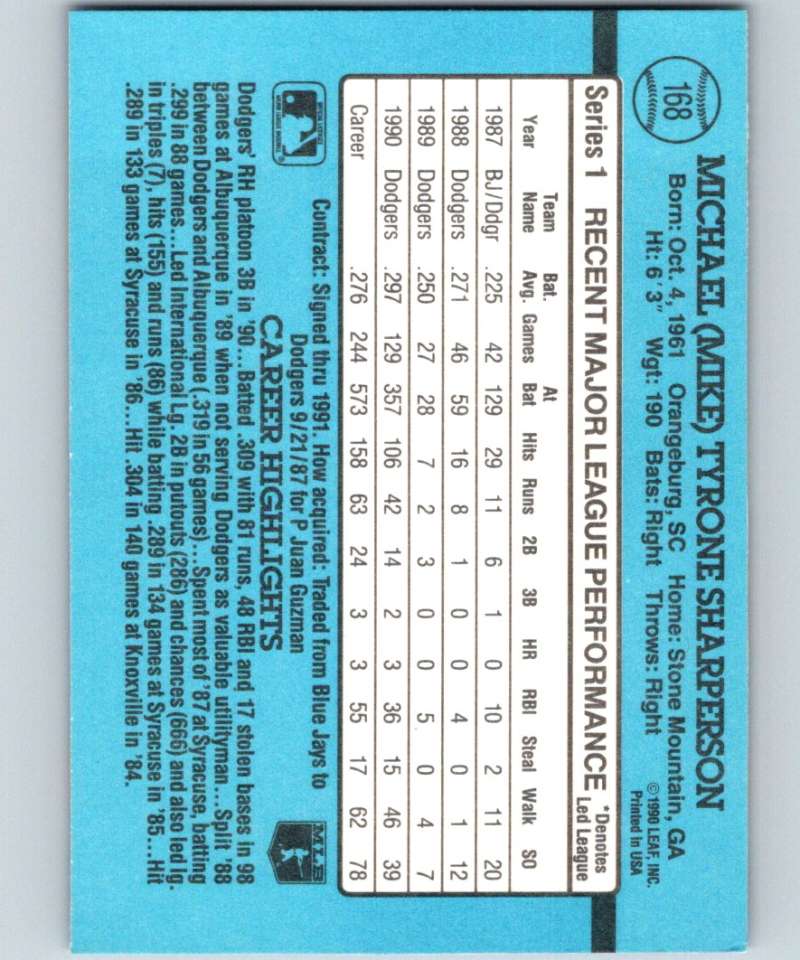 168
MICHAEL (MIKE) TYRONE SHARPERSON
Born: Oct. 4, 1961 Orangeburg, SC Home: Stone Mountain, GA
Ht: 6'3" Wgt: 190 Bats: Right Throws: Right
©1990 LEAF, INC.
Printed in USA
Series 1 RECENT MAJOR LEAGUE PERFORMANCE *Denotes
Led League
Year Team Name Bat. Avg. Games At Bat Hits Runs 2B 3B HR RBI Steal Walk SO
1987 BJ/Ddgr .225 42 129 29 11 6 1 0 10 2 11 20
1988 Dodgers .271 46 59 16 8 1 0 0 4 0 1 12
1989 Dodgers .250 27 28 7 2 3 0 0 5 0 4 7
1990 Dodgers .297 129 357 106 42 14 2 3 36 15 46 39
Career .276 244 573 158 63 24 3 3 55 17 62 78
Contract: Signed thru 1991. How acquired: Traded from Blue Jays to
Dodgers 9/21/87 for P Juan Guzman
CAREER HIGHLIGHTS
MLB
Dodgers' RH platoon 3B in '90...Batted .309 with 81 runs, 48 RBI and 17 stolen bases in 98
games at Albuquerque in '89 when not serving Dodgers as valuable utilityman...Split '88
between Dodgers and Albuquerque (.319 in 56 games)...Spent most of '87 at Syracuse, batting
.299 in 88 games...Led International Lg. 2B in putouts (286) and chances (666) and also led lg.
in triples (7), hits (155) and runs (86) while batting .289 in 134 games at Syracuse in '85...Hit
.289 in 133 games at Syracuse in '86...Hit .304 in 140 games at Knoxville in '84.